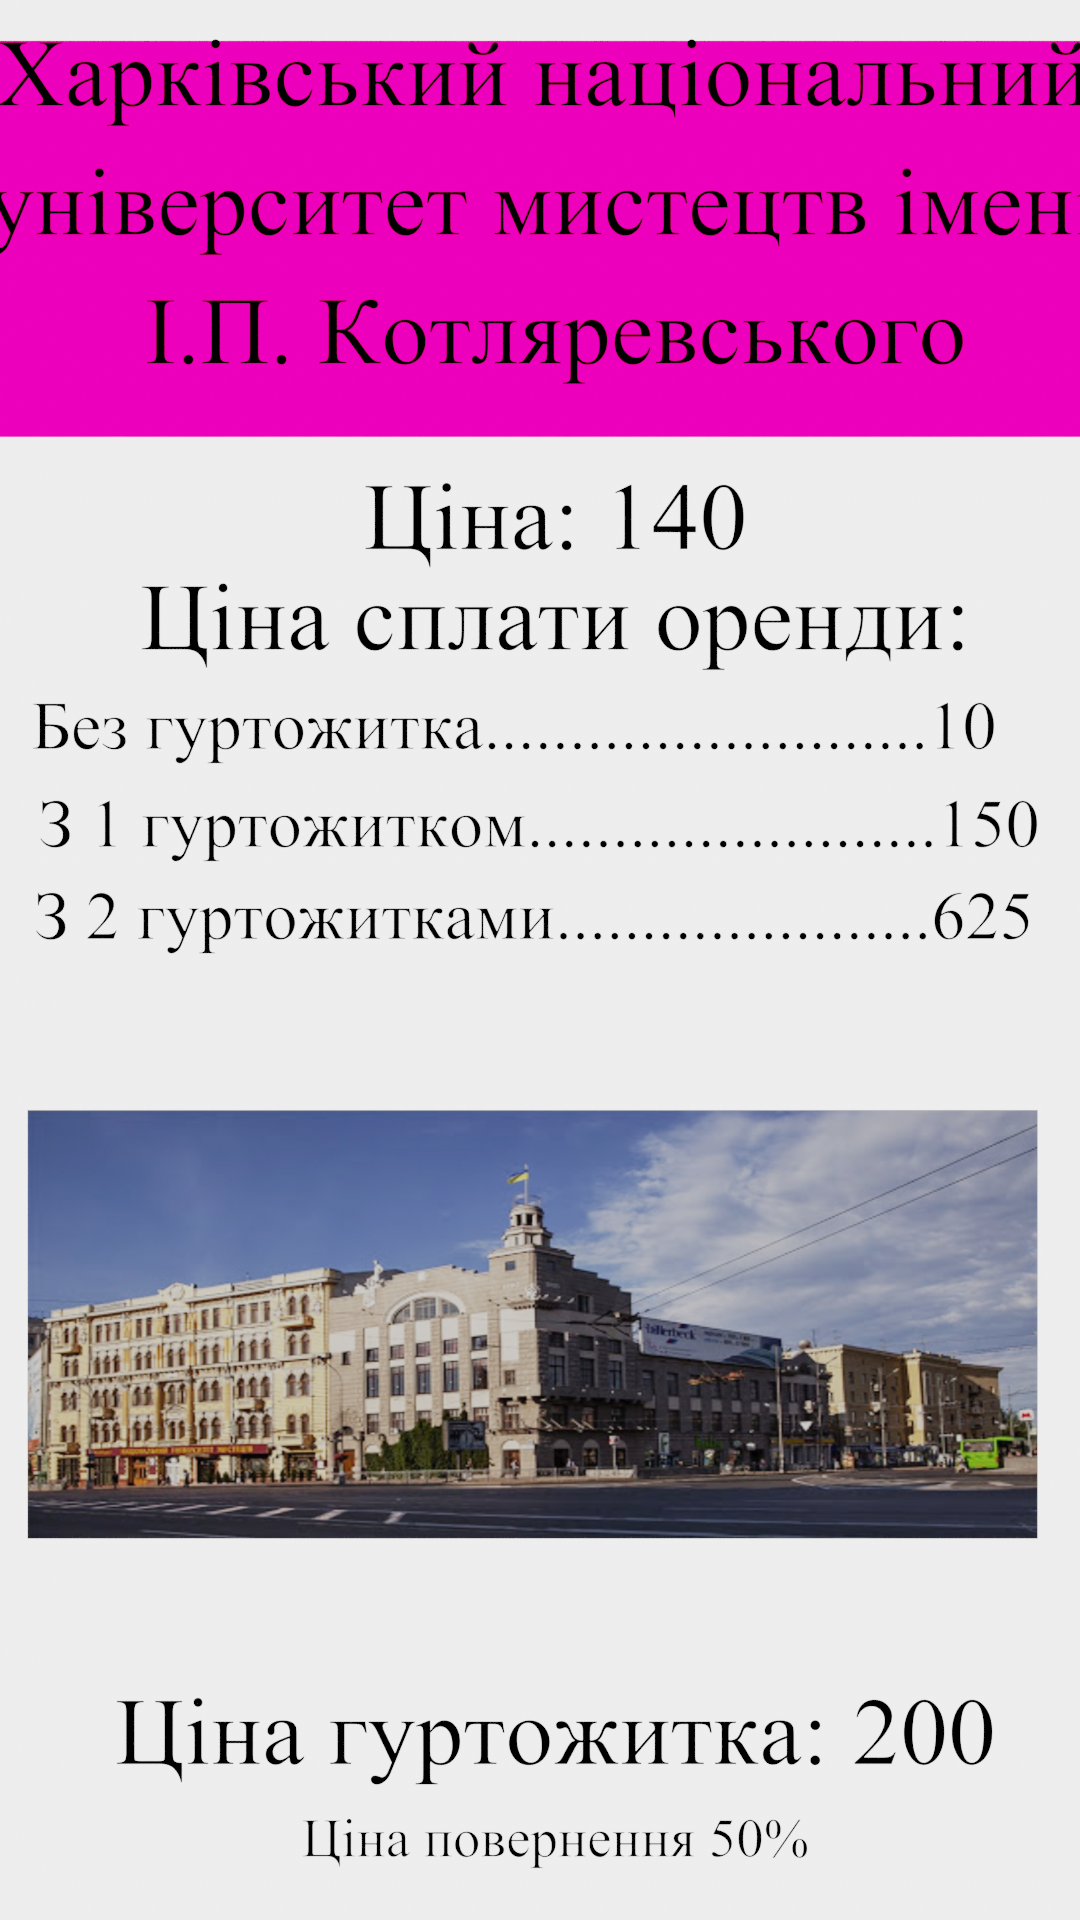 Харківський національний
університет мистецтв імені
І.П. Котляревського
Ціна: 140
Ціна сплати оренди:
Без гуртожитка..........................10
З 1 гуртожитком........................150
З 2 гуртожитками......................625
billerbeck
Ціна гуртожитка: 200
Ціна повернення 50%